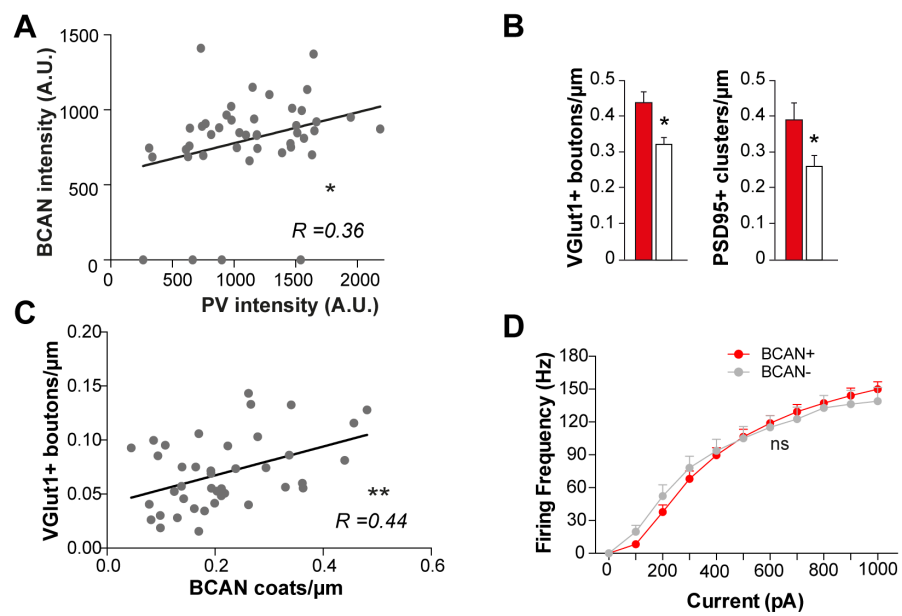 A
BCAN intensity (A.U.)
1500
1000
500
0
0
500
1000
1500
2000
PV intensity (A.U.)
*
R =0.36
B
VGlut1+ boutons/µm
0.5
0.4
0.3
0.2
0.1
0
*
PSD95+ clusters/µm
0.5
0.4
0.3
0.2
0.1
0
*
C
VGlut1+ boutons/µm
0.20
0.15
0.10
0.05
0.00
0.0
0.2
0.4
0.6
BCAN coats/µm
**
R =0.44
D
Firing Frequency (Hz)
180
150
120
90
60
30
0
BCAN+
BCAN-
ns
0
200
400
600
800
1000
Current (pA)